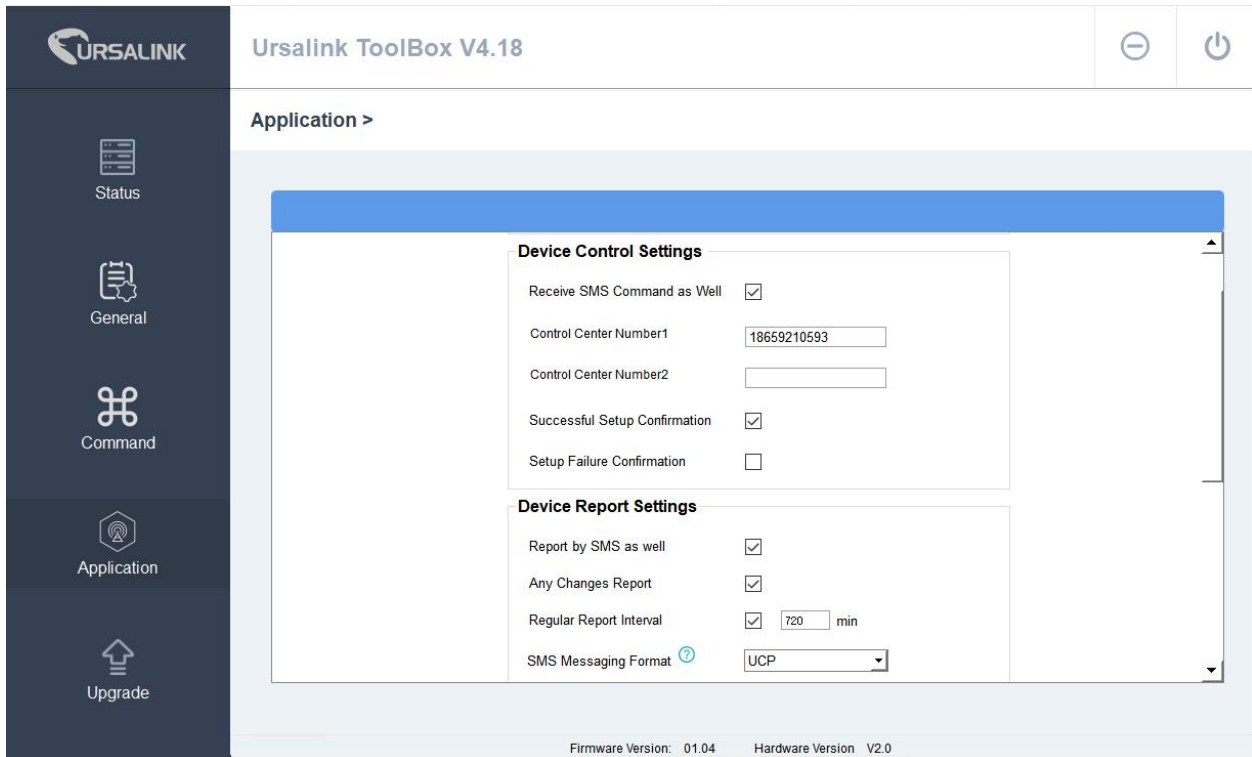 URSALINK
Ursalink ToolBox V4.18
Application >
Status
General
Command
Application
Upgrade
Device Control Settings
Receive SMS Command as Well
Control Center Number1 18659210593
Control Center Number2
Successful Setup Confirmation
Setup Failure Confirmation
Device Report Settings
Report by SMS as well
Any Changes Report
Regular Report Interval 720 min
SMS Messaging Format ? UCP
Firmware Version: 01.04 Hardware Version V2.0